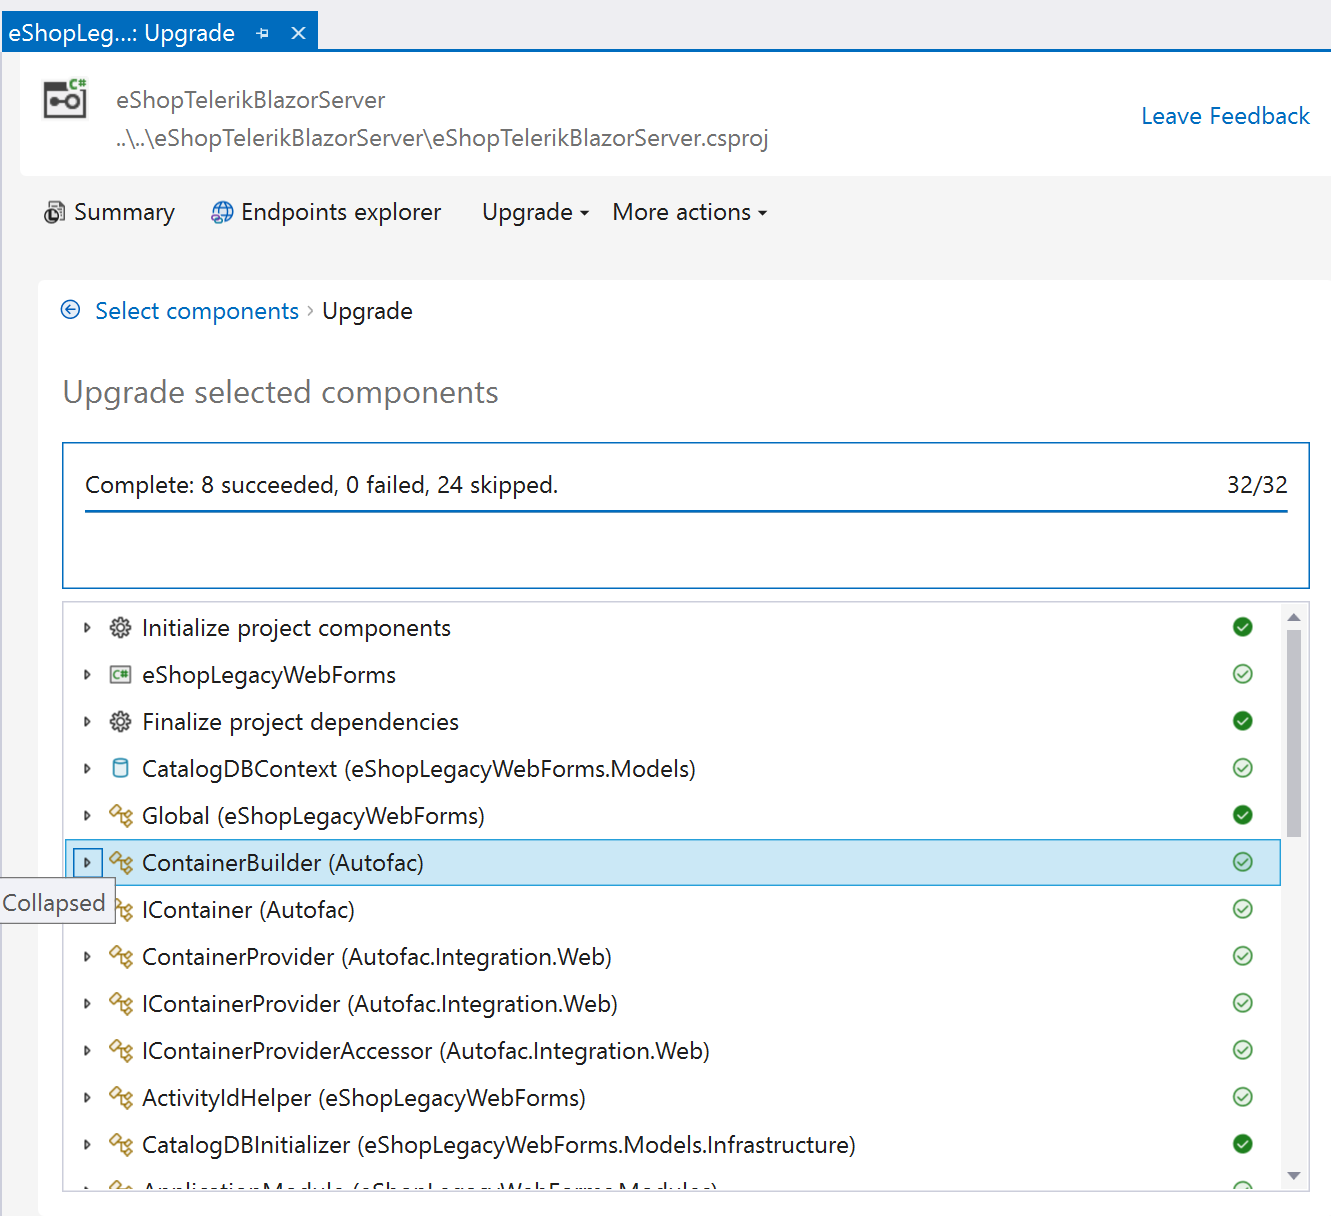 eShopLeg...: Upgrade
eShopTelerikBlazorServer
..\..\eShopTelerikBlazorServer\eShopTelerikBlazorServer.csproj
Leave Feedback
Summary Endpoints explorer Upgrade More actions
Select components › Upgrade
Upgrade selected components
Complete: 8 succeeded, 0 failed, 24 skipped. 32/32
Initialize project components
C# eShopLegacyWebForms
Finalize project dependencies
CatalogDBContext (eShopLegacyWebForms.Models)
Global (eShopLegacyWebForms)
ContainerBuilder (Autofac)
Collapsed
IContainer (Autofac)
ContainerProvider (Autofac.Integration.Web)
IContainerProvider (Autofac.Integration.Web)
IContainerProviderAccessor (Autofac.Integration.Web)
ActivityIdHelper (eShopLegacyWebForms)
CatalogDBInitializer (eShopLegacyWebForms.Models.Infrastructure)
ApplicationModule (eShopLegacyWebForms.Modules)